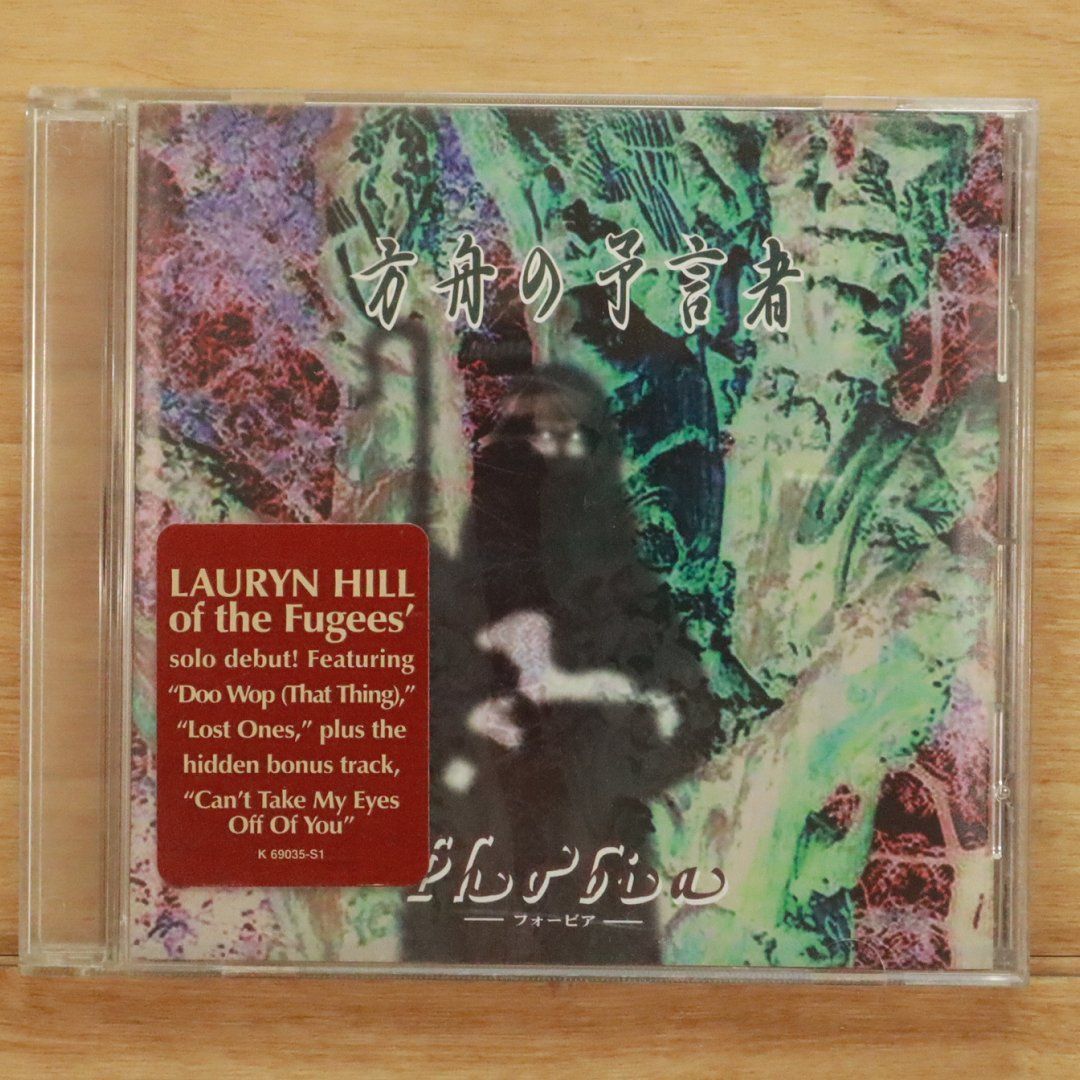 方舟の予言者
LAURYN HILL
of the Fugees’
solo debut! Featuring
“Doo Wop (That Thing),”
“Lost Ones,” plus the
hidden bonus track,
“Can’t Take My Eyes
Off Of You”
K 69035-S1
Phobia
フォービア